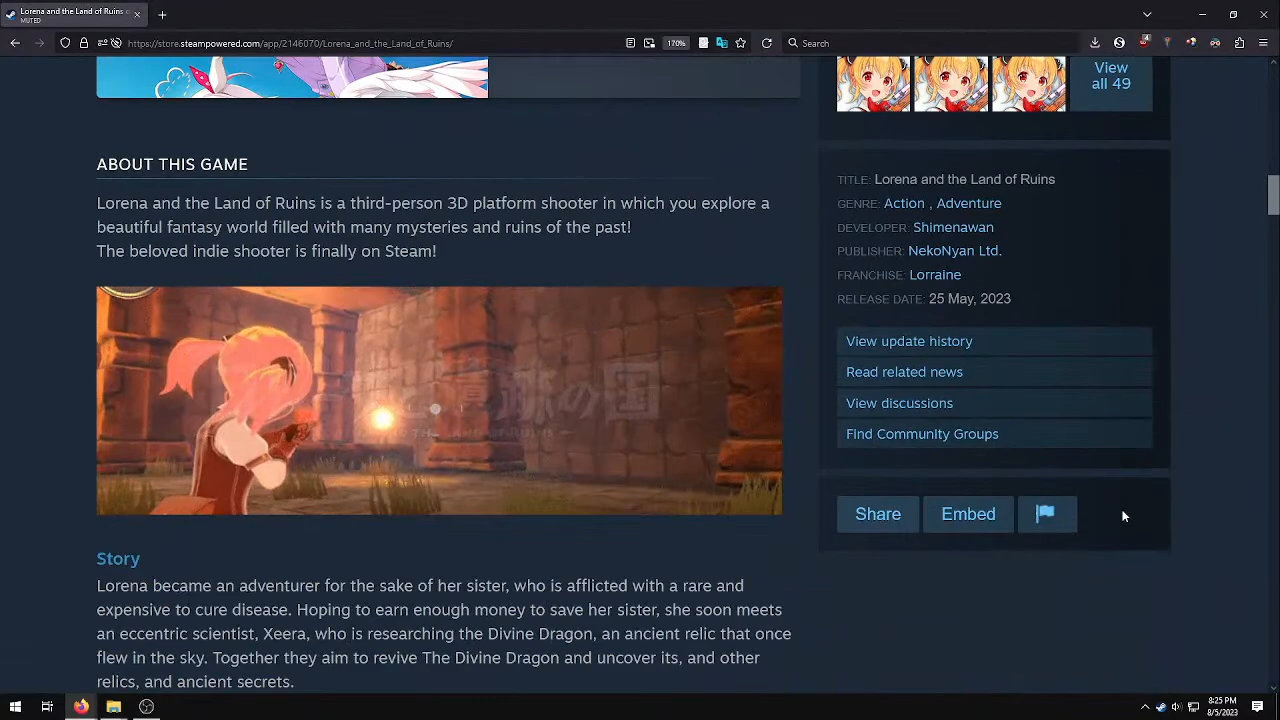 Lorena and the Land of Ruins
MUTED
https://store.steampowered.com/app/2146070/Lorena_and_the_Land_of_Ruins/
170%
Search
View
all 49
ABOUT THIS GAME
Lorena and the Land of Ruins is a third-person 3D platform shooter in which you explore a
beautiful fantasy world filled with many mysteries and ruins of the past!
The beloved indie shooter is finally on Steam!
TITLE: Lorena and the Land of Ruins
GENRE: Action , Adventure
DEVELOPER: Shimenawan
PUBLISHER: NekoNyan Ltd.
FRANCHISE: Lorraine
RELEASE DATE: 25 May, 2023
View update history
Read related news
View discussions
Find Community Groups
の国
Share
Embed
Story
Lorena became an adventurer for the sake of her sister, who is afflicted with a rare and
expensive to cure disease. Hoping to earn enough money to save her sister, she soon meets
an eccentric scientist, Xeera, who is researching the Divine Dragon, an ancient relic that once
flew in the sky. Together they aim to revive The Divine Dragon and uncover its, and other
relics, and ancient secrets.
8:25 PM
8/5/2023